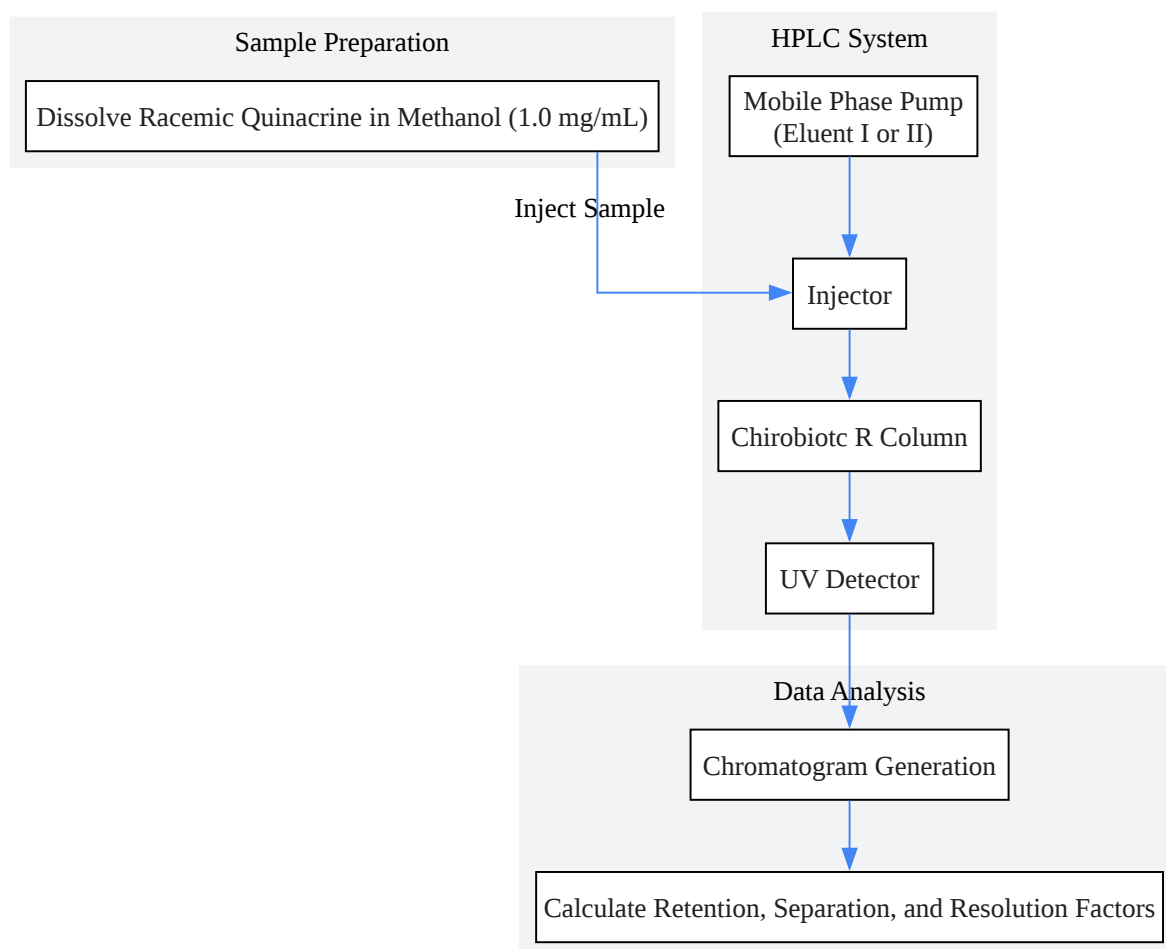 Sample Preparation
Dissolve Racemic Quinacrine in Methanol (1.0 mg/mL)
Inject Sample
HPLC System
Mobile Phase Pump
(Eluent I or II)
Injector
Chirobiotc R Column
UV Detector
Data Analysis
Chromatogram Generation
Calculate Retention, Separation, and Resolution Factors